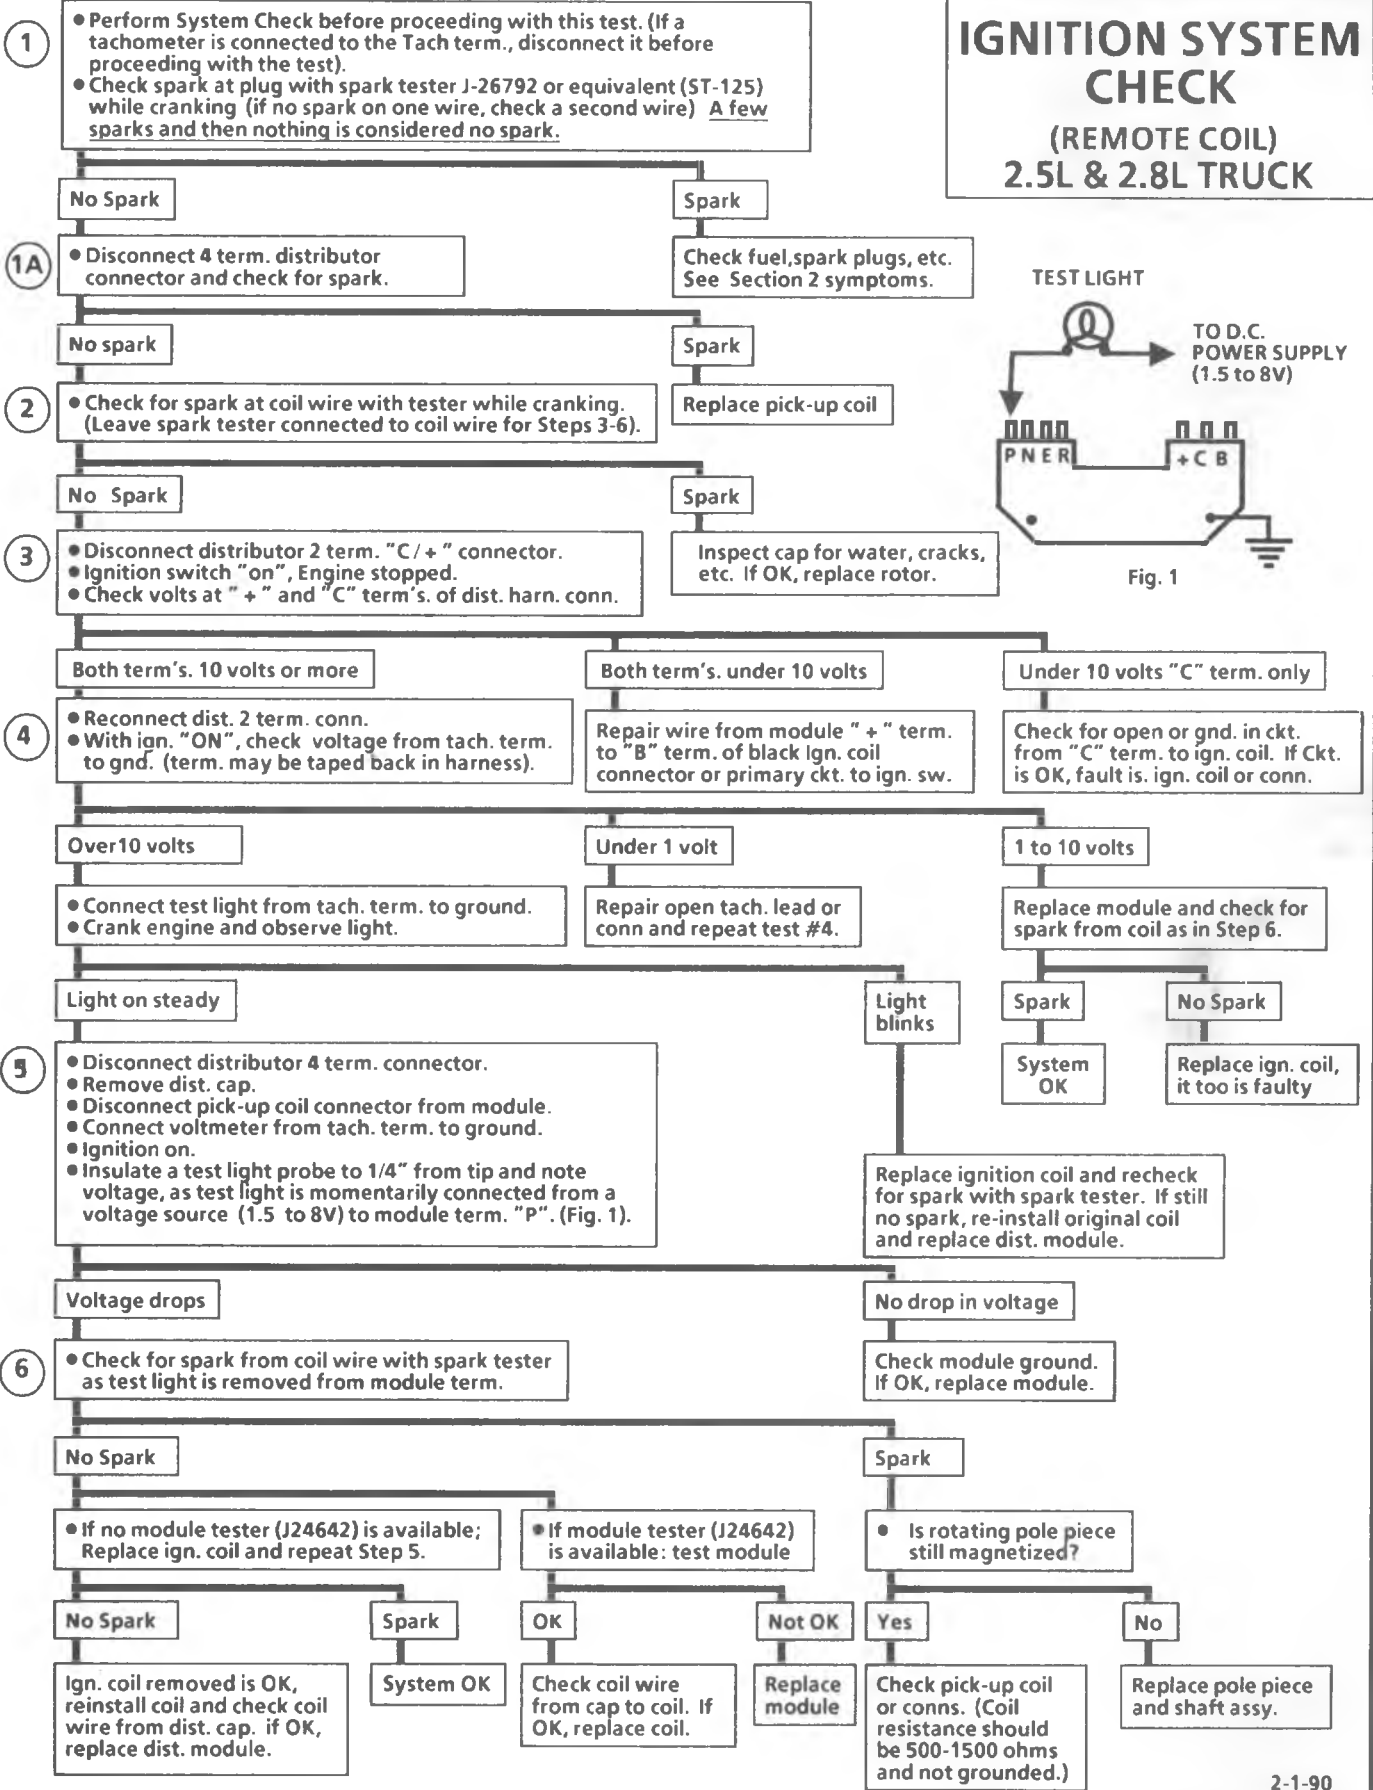 IGNITION SYSTEM
CHECK
(REMOTE COIL)
2.5L & 2.8L TRUCK
1
● Perform System Check before proceeding with this test. (If a
tachometer is connected to the Tach term., disconnect it before
proceeding with the test).
● Check spark at plug with spark tester J-26792 or equivalent (ST-125)
while cranking (if no spark on one wire, check a second wire) A few
sparks and then nothing is considered no spark.
No Spark
Spark
1A
● Disconnect 4 term. distributor
connector and check for spark.
Check fuel,spark plugs, etc.
See Section 2 symptoms.
TEST LIGHT
TO D.C.
POWER SUPPLY
(1.5 to 8V)
P N E R
+ C B
Fig. 1
No spark
Spark
2
● Check for spark at coil wire with tester while cranking.
(Leave spark tester connected to coil wire for Steps 3-6).
Replace pick-up coil
No Spark
Spark
3
● Disconnect distributor 2 term. "C/+" connector.
● Ignition switch "on", Engine stopped.
● Check volts at "+" and "C" term's. of dist. harn. conn.
Inspect cap for water, cracks,
etc. If OK, replace rotor.
Both term's. 10 volts or more
Both term's. under 10 volts
Under 10 volts "C" term. only
4
● Reconnect dist. 2 term. conn.
● With ign. "ON", check voltage from tach. term.
to gnd. (term. may be taped back in harness).
Repair wire from module "+" term.
to "B" term. of black Ign. coil
connector or primary ckt. to ign. sw.
Check for open or gnd. in ckt.
from "C" term. to ign. coil. If Ckt.
is OK, fault is. ign. coil or conn.
Over10 volts
Under 1 volt
1 to 10 volts
● Connect test light from tach. term. to ground.
● Crank engine and observe light.
Repair open tach. lead or
conn and repeat test #4.
Replace module and check for
spark from coil as in Step 6.
Light on steady
Light
blinks
Spark
No Spark
System
OK
Replace ign. coil,
it too is faulty
5
● Disconnect distributor 4 term. connector.
● Remove dist. cap.
● Disconnect pick-up coil connector from module.
● Connect voltmeter from tach. term. to ground.
● Ignition on.
● Insulate a test light probe to 1/4" from tip and note
voltage, as test light is momentarily connected from a
voltage source (1.5 to 8V) to module term. "P". (Fig. 1).
Replace ignition coil and recheck
for spark with spark tester. If still
no spark, re-install original coil
and replace dist. module.
Voltage drops
No drop in voltage
6
● Check for spark from coil wire with spark tester
as test light is removed from module term.
Check module ground.
If OK, replace module.
No Spark
Spark
● If no module tester (J24642) is available;
Replace ign. coil and repeat Step 5.
● If module tester (J24642)
is available: test module
● Is rotating pole piece
still magnetized?
No Spark
Spark
OK
Not OK
Yes
No
Ign. coil removed is OK,
reinstall coil and check coil
wire from dist. cap. if OK,
replace dist. module.
System OK
Check coil wire
from cap to coil. If
OK, replace coil.
Replace
module
Check pick-up coil
or conns. (Coil
resistance should
be 500-1500 ohms
and not grounded.)
Replace pole piece
and shaft assy.
2-1-90